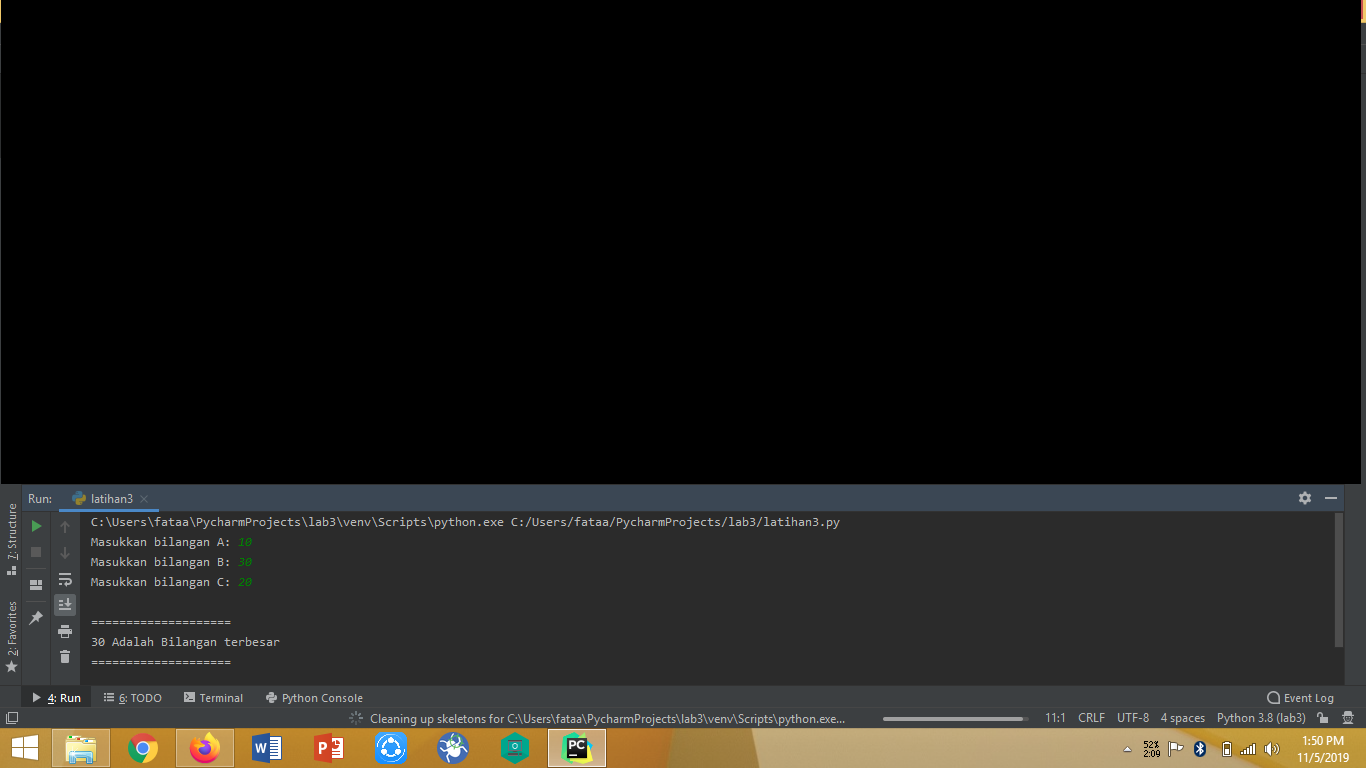 Run: latihan3
C:\Users\fataa\PycharmProjects\lab3\venv\Scripts\python.exe C:/Users/fataa/PycharmProjects/lab3/latihan3.py
Masukkan bilangan A: 10
Masukkan bilangan B: 30
Masukkan bilangan C: 20
====================
30 Adalah Bilangan terbesar
====================
7: Structure
2: Favorites
4: Run 6: TODO Terminal Python Console Event Log
Cleaning up skeletons for C:\Users\fataa\PycharmProjects\lab3\venv\Scripts\python.exe... 11:1 CRLF UTF-8 4 spaces Python 3.8 (lab3)
52%
2:09
1:50 PM
11/5/2019
W
P
PC